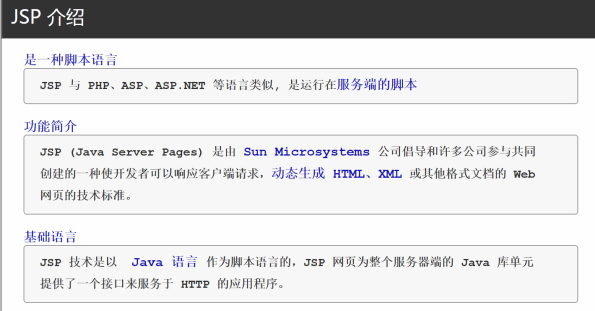 JSP 介绍
是一种脚本语言
JSP 与 PHP、ASP、ASP.NET 等语言类似, 是运行在服务端的脚本
功能简介
JSP (Java Server Pages) 是由 Sun Microsystems 公司倡导和许多公司参与共同
创建的一种使开发者可以响应客户端请求, 动态生成 HTML、XML 或其他格式文档的 Web
网页的技术标准。
基础语言
JSP 技术是以 Java 语言 作为脚本语言的, JSP 网页为整个服务器端的 Java 库单元
提供了一个接口来服务于 HTTP 的应用程序。